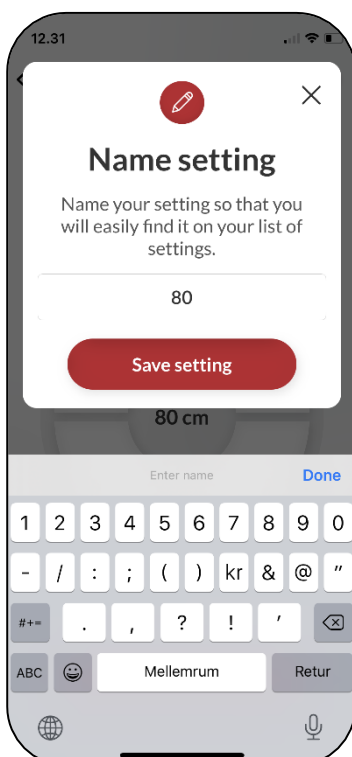 12.31
Name setting
Name your setting so that you
will easily find it on your list of
settings.
80
Save setting
80 cm
Enter name
Done
1 2 3 4 5 6 7 8 9 0
- / : ; ( ) kr & @ "
#+= . , ? ! '
ABC Mellemrum Retur